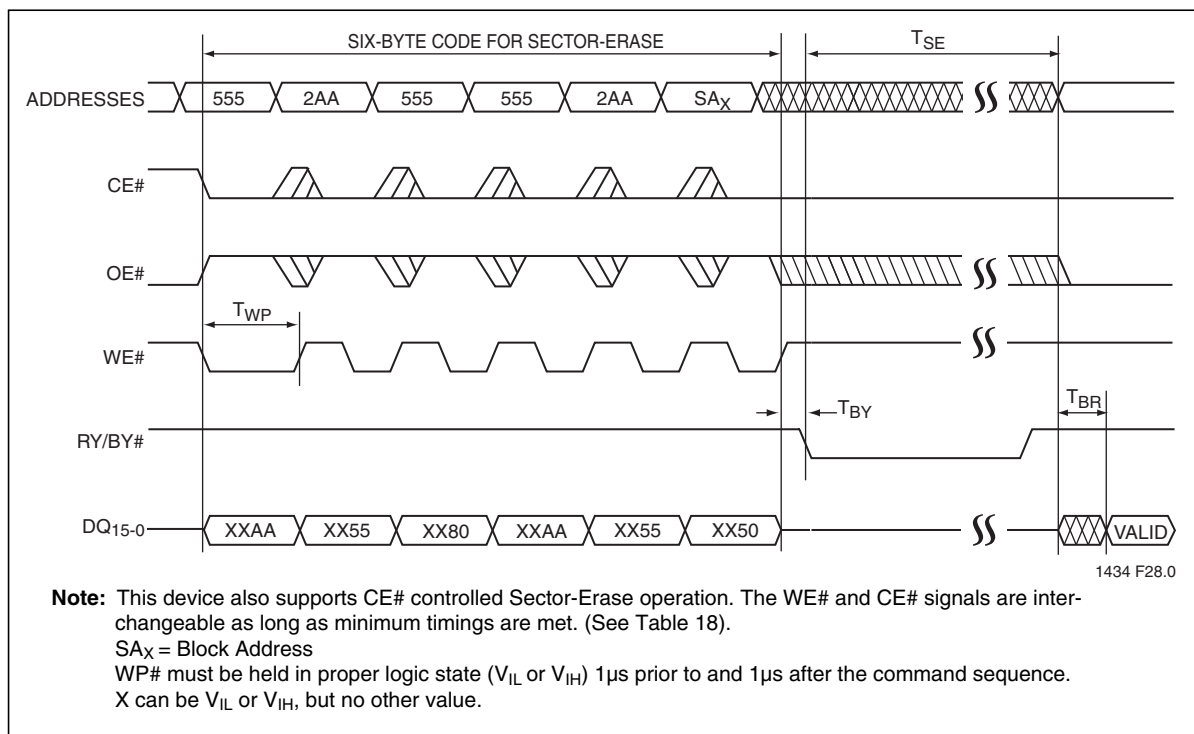 SIX-BYTE CODE FOR SECTOR-ERASE
TSE
ADDRESSES 555 2AA 555 555 2AA SAX
CE#
OE#
TWP
WE#
TBY
TBR
RY/BY#
DQ15-0 XXAA XX55 XX80 XXAA XX55 XX50 VALID
1434 F28.0
Note: This device also supports CE# controlled Sector-Erase operation. The WE# and CE# signals are inter-
changeable as long as minimum timings are met. (See Table 18).
SAX = Block Address
WP# must be held in proper logic state (VIL or VIH) 1µs prior to and 1µs after the command sequence.
X can be VIL or VIH, but no other value.